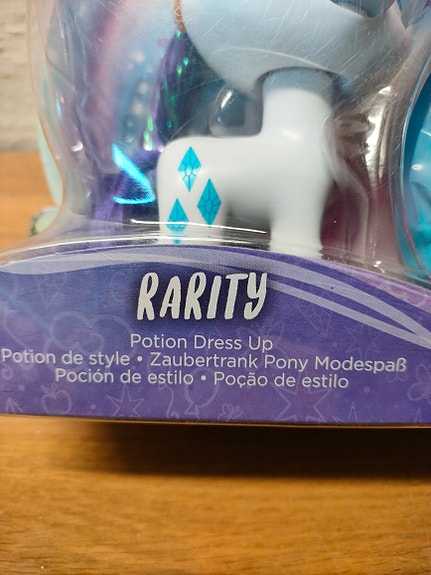 RARITY
Potion Dress Up
Potion de style • Zaubertrank Pony Modespaß
Poción de estilo • Poção de estilo